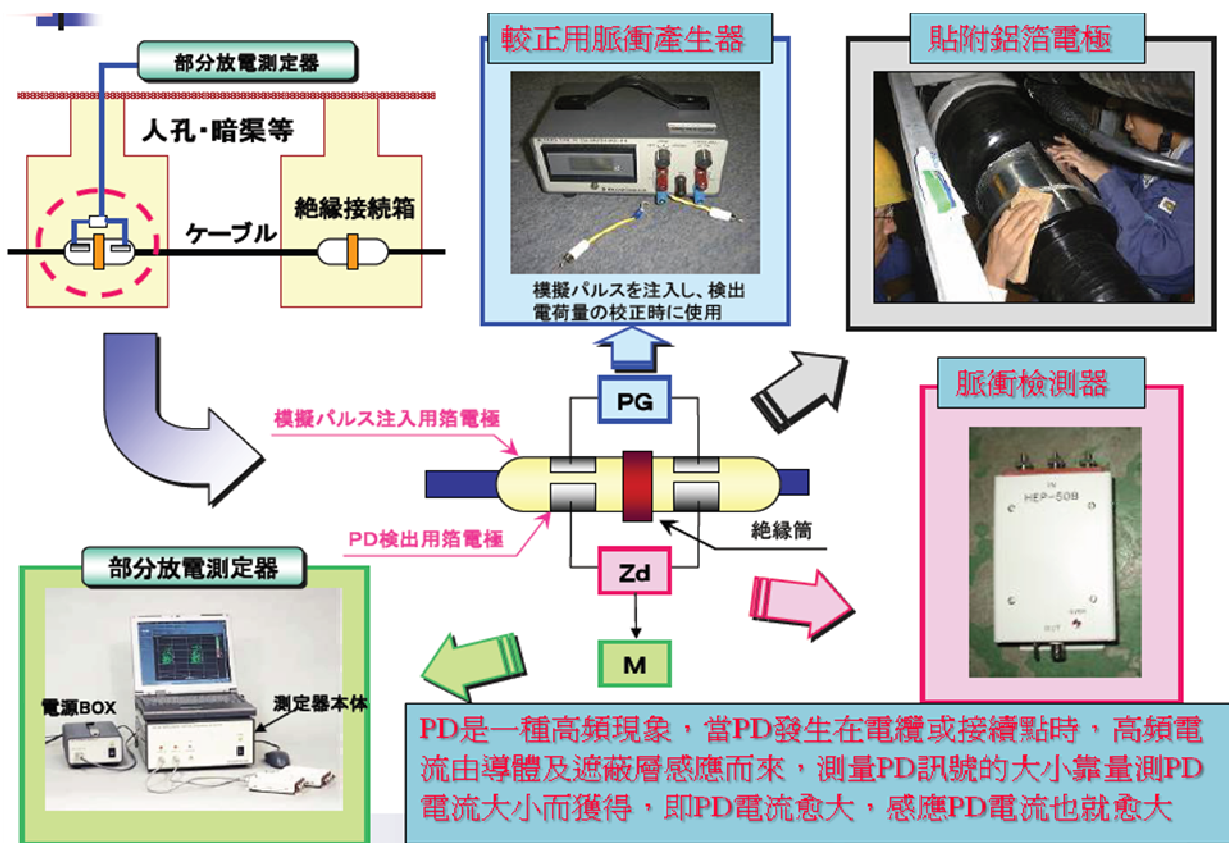 部分放電測定器
人孔・暗渠等
絶縁接続箱
ケーブル
較正用脈衝產生器
模擬パルスを注入し、検出
電荷量の校正時に使用
貼附鋁箔電極
脈衝檢測器
HEP-50B
OUT
PG
模擬パルス注入用箔電極
PD検出用箔電極
絶縁筒
Zd
M
部分放電測定器
電源BOX
測定器本体
PD是一種高頻現象，當PD發生在電纜或接續點時，高頻電
流由導體及遮蔽層感應而來，測量PD訊號的大小靠量測PD
電流大小而獲得，即PD電流愈大，感應PD電流也就愈大